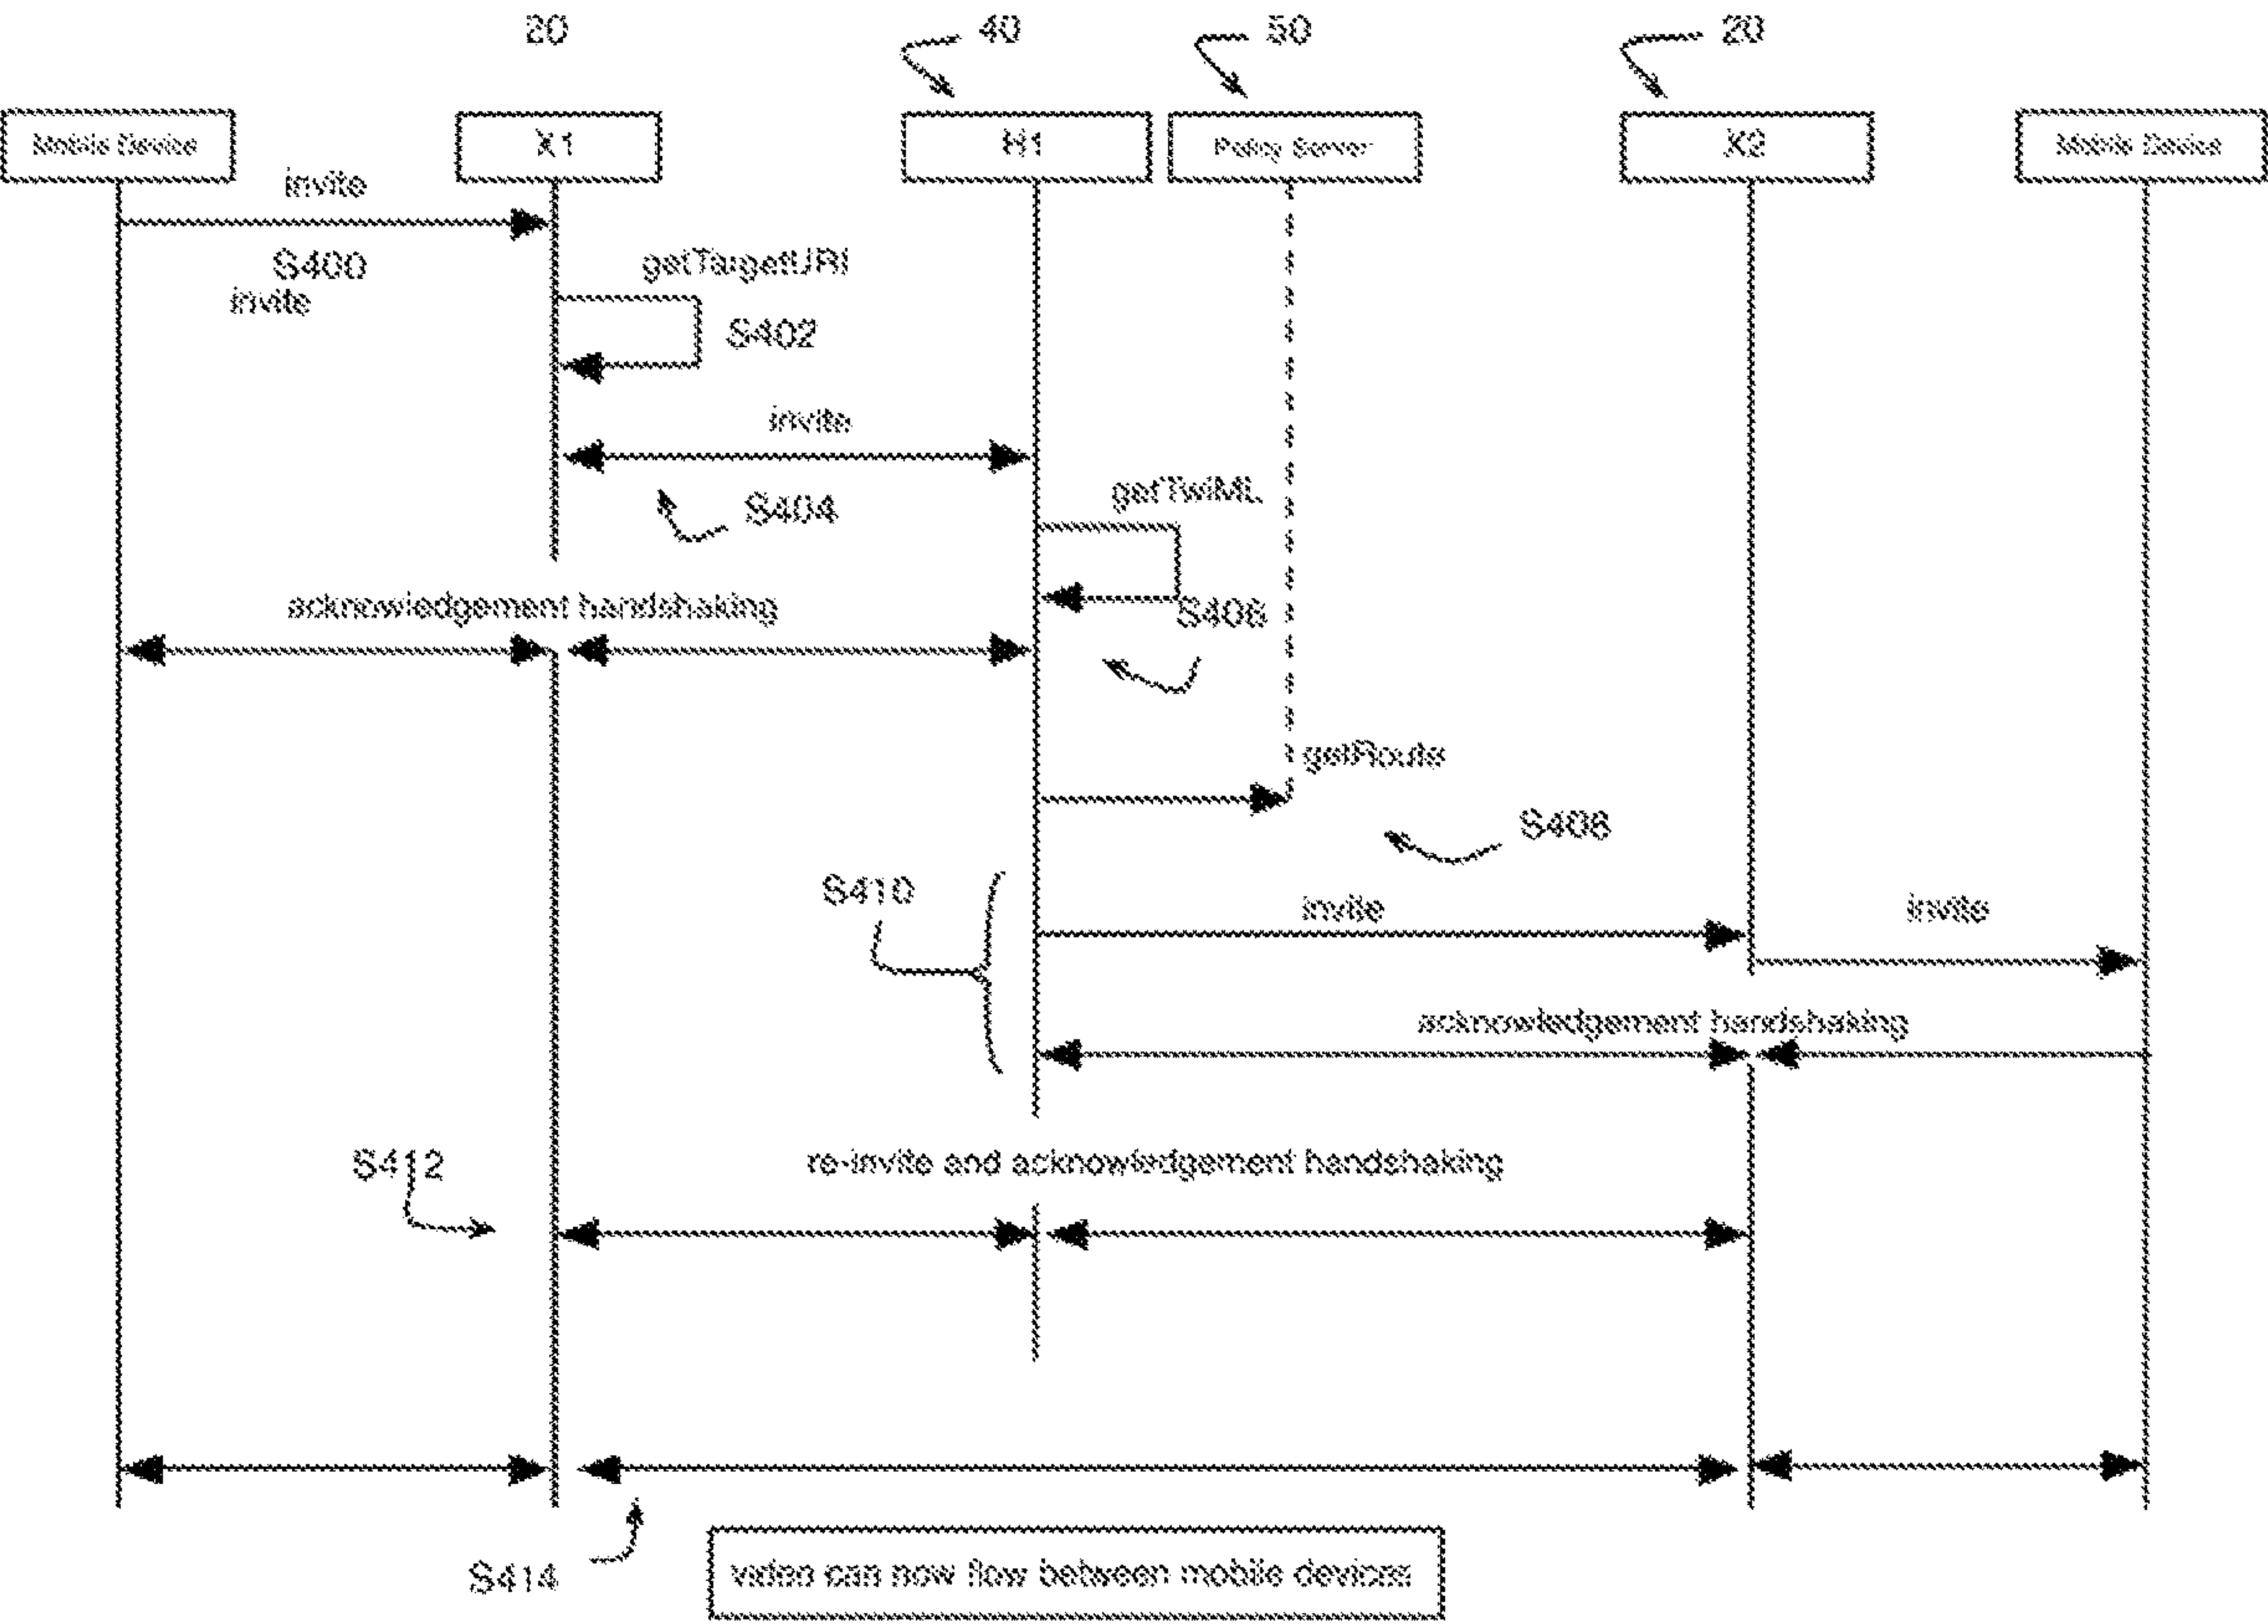 20
40
50
20
Mobile Device
X1
H1
Policy Server
X2
Mobile Device
invite
S400
invite
getTargetURI
S402
invite
S404
getTwiML
S406
acknowledgement handshaking
getRoute
S408
S410
invite
invite
acknowledgement handshaking
S412
re-invite and acknowledgement handshaking
S414
video can now flow between mobile devices